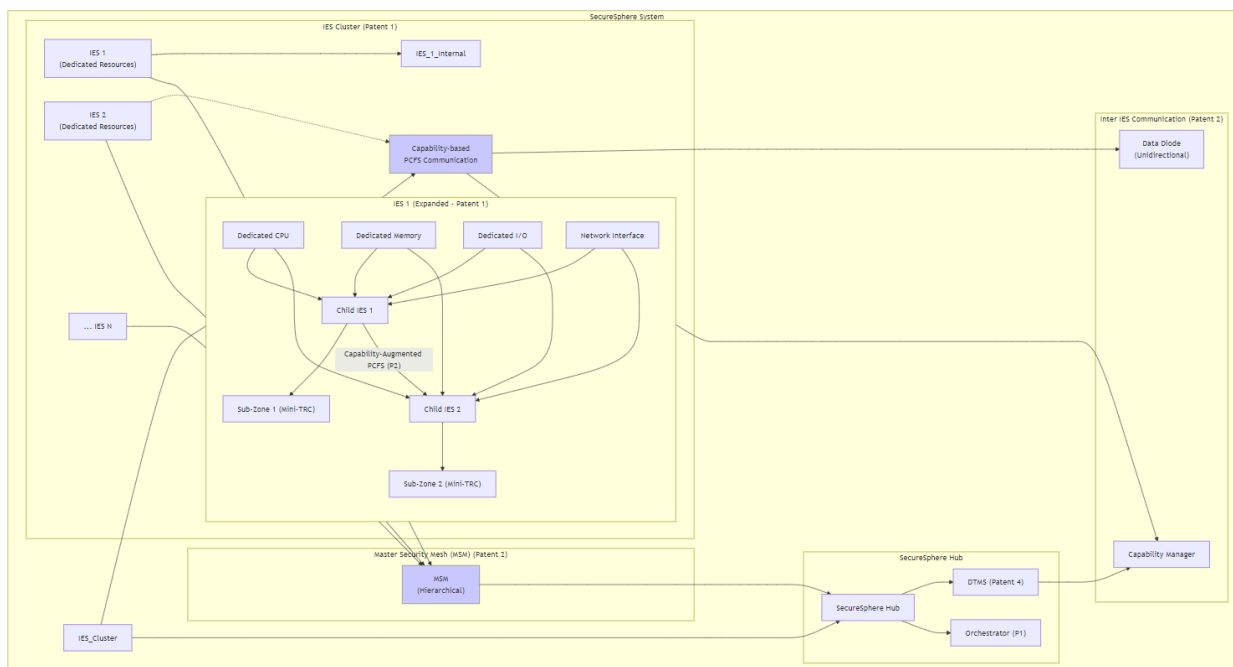 SecureSphere System
IES Cluster (Patent 1)
IES 1
(Dedicated Resources)
IES_1_Internal
IES 2
(Dedicated Resources)
Capability-based
PCFS Communication
Inter IES Communication (Patent 2)
Data Diode
(Unidirectional)
IES 1 (Expanded - Patent 1)
Dedicated CPU
Dedicated Memory
Dedicated I/O
Network Interface
Child IES 1
... IES N
Capability-Augmented
PCFS (P2)
Sub-Zone 1 (Mini-TRC)
Child IES 2
Sub-Zone 2 (Mini-TRC)
Master Security Mesh (MSM) (Patent 2)
MSM
(Hierarchical)
SecureSphere Hub
Capability Manager
DTMS (Patent 4)
SecureSphere Hub
Orchestrator (P1)
IES_Cluster